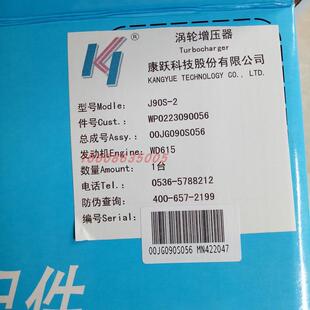 涡轮增压器
Turbocharger
康跃科技股份有限公司
KANGYUE TECHNOLOGY CO., LTD.
型号Modle: J90S-2
件号Cust.: WP0223090056
总成号Assy.: 00JG090S056
发动机Engine: WD615
数量Amount: 1台
电话Tel.: 0536-5788212
防伪查询: 400-657-2199
编号Serial:
00JG090S056 MN422047